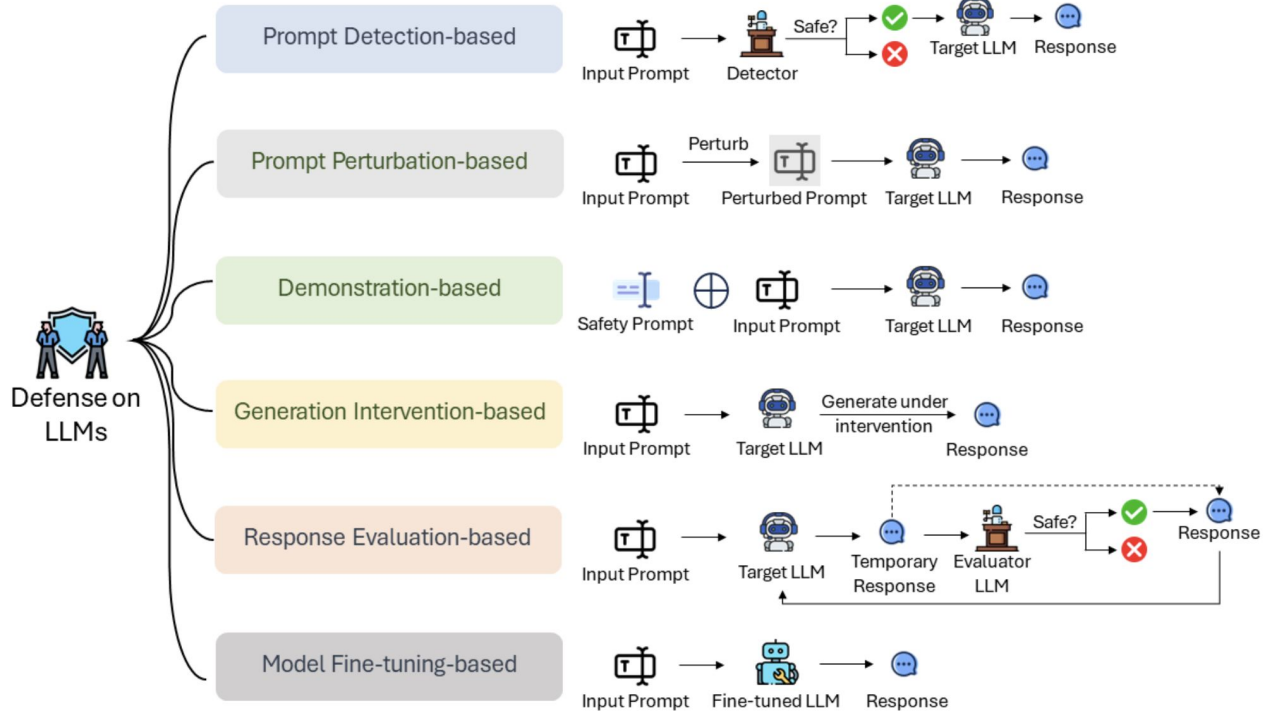 Defense on
LLMs
Prompt Detection-based
Input Prompt
Detector
Safe?
Target LLM
Response
Prompt Perturbation-based
Input Prompt
Perturb
Perturbed Prompt
Target LLM
Response
Demonstration-based
Safety Prompt
Input Prompt
Target LLM
Response
Generation Intervention-based
Input Prompt
Target LLM
Generate under
intervention
Response
Response Evaluation-based
Input Prompt
Target LLM
Temporary
Response
Evaluator
LLM
Safe?
Response
Model Fine-tuning-based
Input Prompt
Fine-tuned LLM
Response